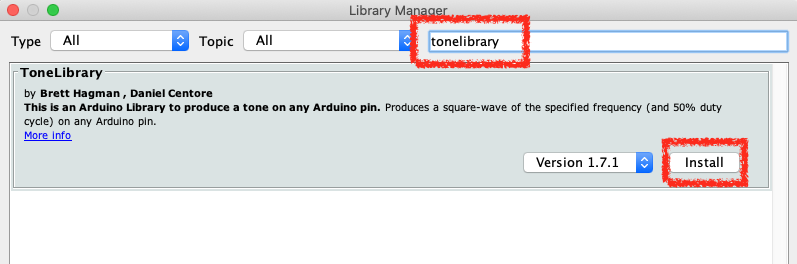 Library Manager
Type All Topic All tonelibrary
ToneLibrary
by Brett Hagman , Daniel Centore
This is an Arduino Library to produce a tone on any Arduino pin. Produces a square-wave of the specified frequency (and 50% duty
cycle) on any Arduino pin.
More info
Version 1.7.1 Install